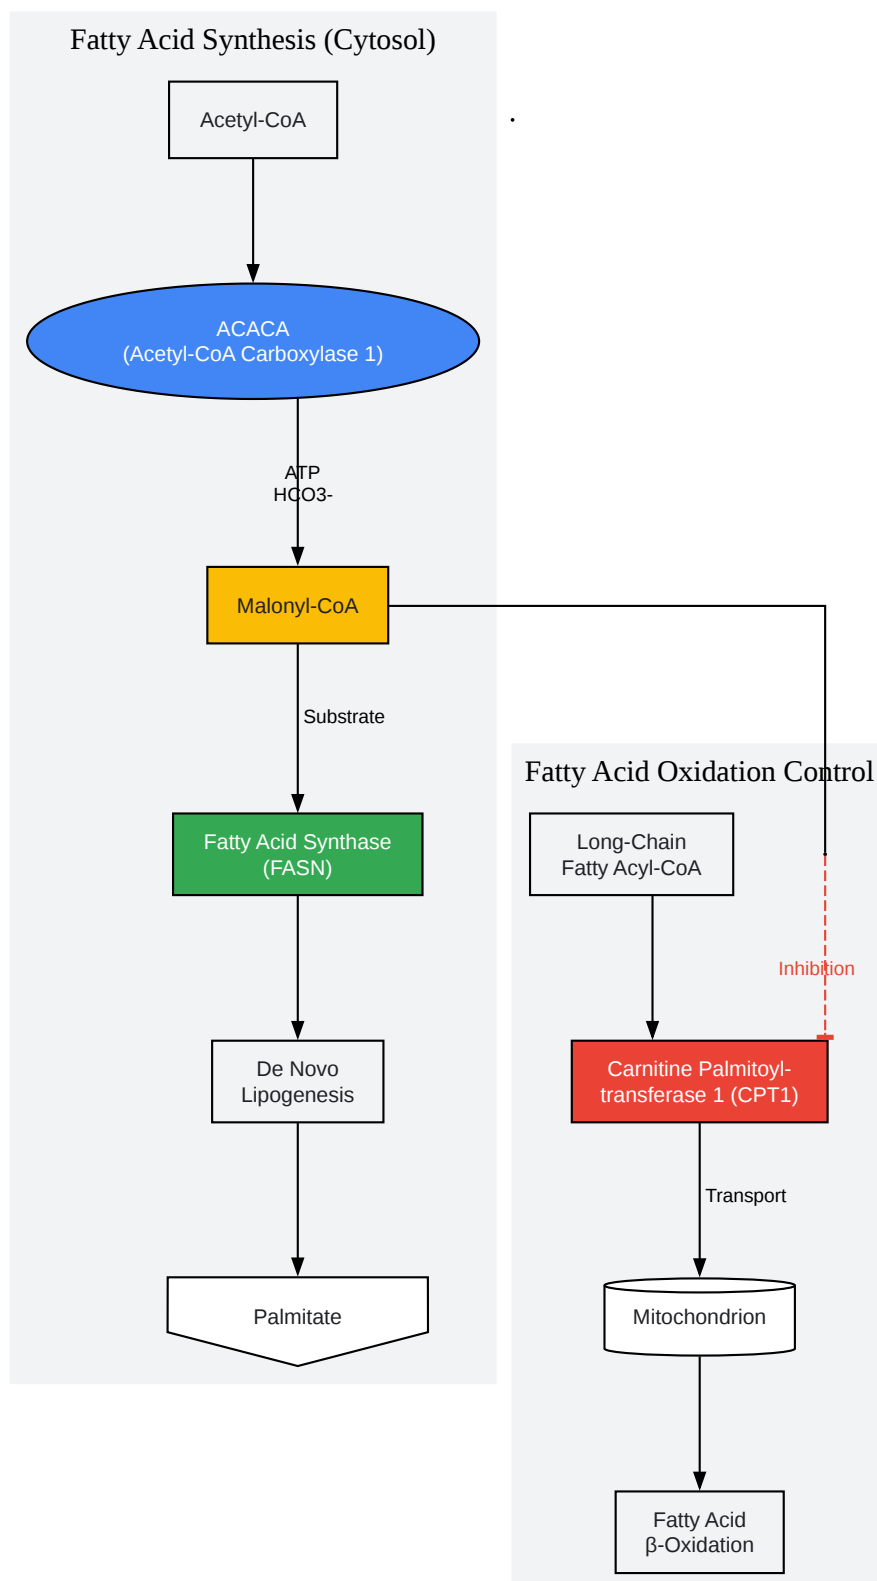 Fatty Acid Synthesis (Cytosol)
Acetyl-CoA
ACACA
(Acetyl-CoA Carboxylase 1)
ATP
HCO3-
Malonyl-CoA
Substrate
Fatty Acid Synthase
(FASN)
De Novo
Lipogenesis
Palmitate
Fatty Acid Oxidation Control
Long-Chain
Fatty Acyl-CoA
Inhibition
Carnitine Palmitoyl-
transferase 1 (CPT1)
Transport
Mitochondrion
Fatty Acid
β-Oxidation